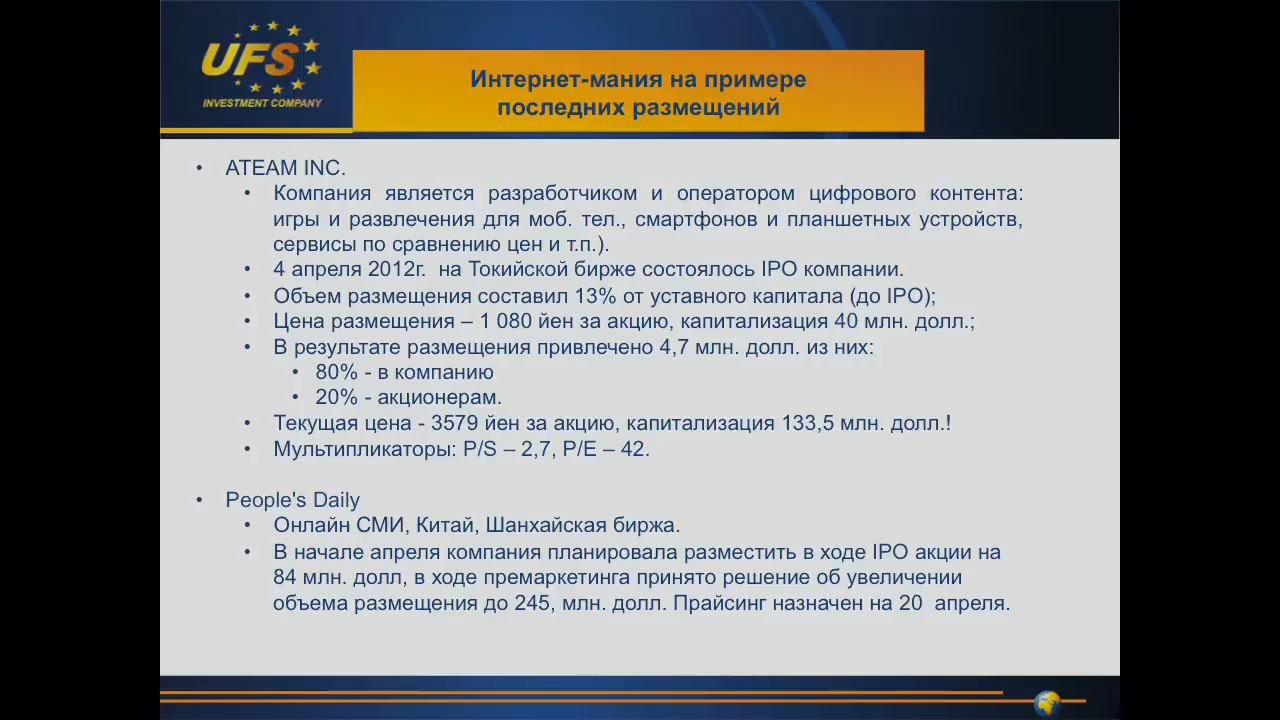 UFS
INVESTMENT COMPANY
Интернет-мания на примере
последних размещений
• ATEAM INC.
• Компания является разработчиком и оператором цифрового контента:
игры и развлечения для моб. тел., смартфонов и планшетных устройств,
сервисы по сравнению цен и т.п.).
• 4 апреля 2012г.  на Токийской бирже состоялось IPO компании.
• Объем размещения составил 13% от уставного капитала (до IPO);
• Цена размещения – 1 080 йен за акцию, капитализация 40 млн. долл.;
• В результате размещения привлечено 4,7 млн. долл. из них:
• 80% - в компанию
• 20% - акционерам.
• Текущая цена - 3579 йен за акцию, капитализация 133,5 млн. долл.!
• Мультипликаторы: P/S – 2,7, P/E – 42.
• People's Daily
• Онлайн СМИ, Китай, Шанхайская биржа.
• В начале апреля компания планировала разместить в ходе IPO акции на
84 млн. долл, в ходе премаркетинга принято решение об увеличении
объема размещения до 245, млн. долл. Прайсинг назначен на 20  апреля.